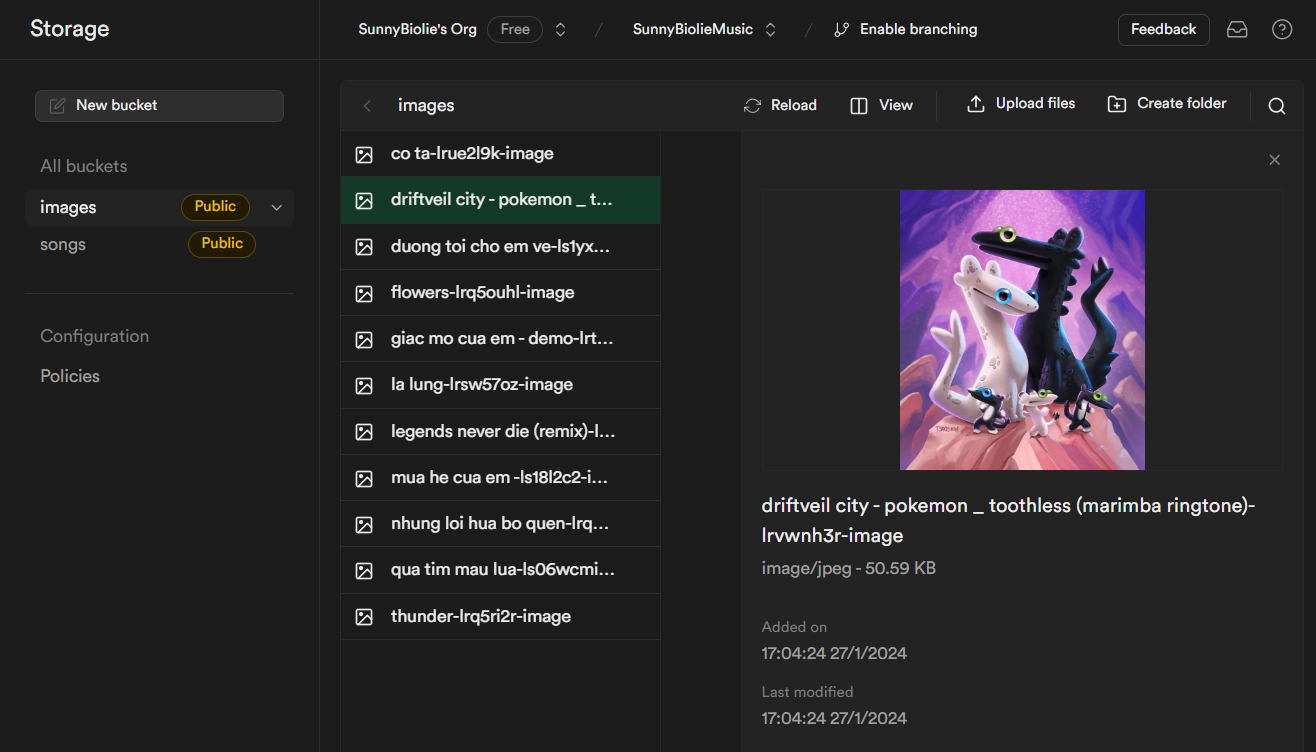 Storage
SunnyBiolie's Org Free / SunnyBiolieMusic / Enable branching Feedback
New bucket
All buckets
images Public
songs Public
Configuration
Policies
images Reload View Upload files Create folder
co ta-lrue2l9k-image
driftveil city - pokemon _ t...
duong toi cho em ve-ls1yx...
flowers-lrq5ouhl-image
giac mo cua em - demo-lrt...
la lung-lrsw57oz-image
legends never die (remix)-l...
mua he cua em -ls18l2c2-i...
nhung loi hua bo quen-lrq...
qua tim mau lua-ls06wcmi...
thunder-lrq5ri2r-image
driftveil city - pokemon _ toothless (marimba ringtone)-
lrvwnh3r-image
image/jpeg - 50.59 KB
Added on
17:04:24 27/1/2024
Last modified
17:04:24 27/1/2024